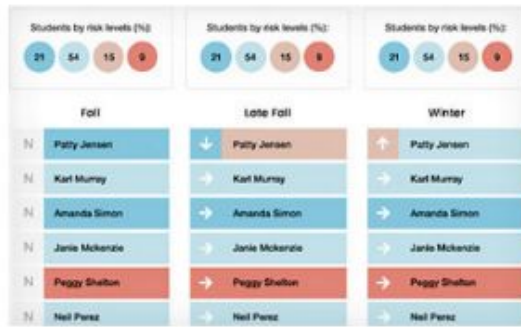 Students by risk levels (%): Students by risk levels (%): Students by risk levels (%):
21 54 15 9 21 54 15 9 21 54 15 9
Fall Late Fall Winter
N Patty Jensen Patty Jensen Patty Jensen
N Karl Murray Karl Murray Karl Murray
N Amanda Simon Amanda Simon Amanda Simon
N Janie Mckenzie Janie Mckenzie Janie Mckenzie
N Peggy Shelton Peggy Shelton Peggy Shelton
N Neil Perez Neil Perez Neil Perez